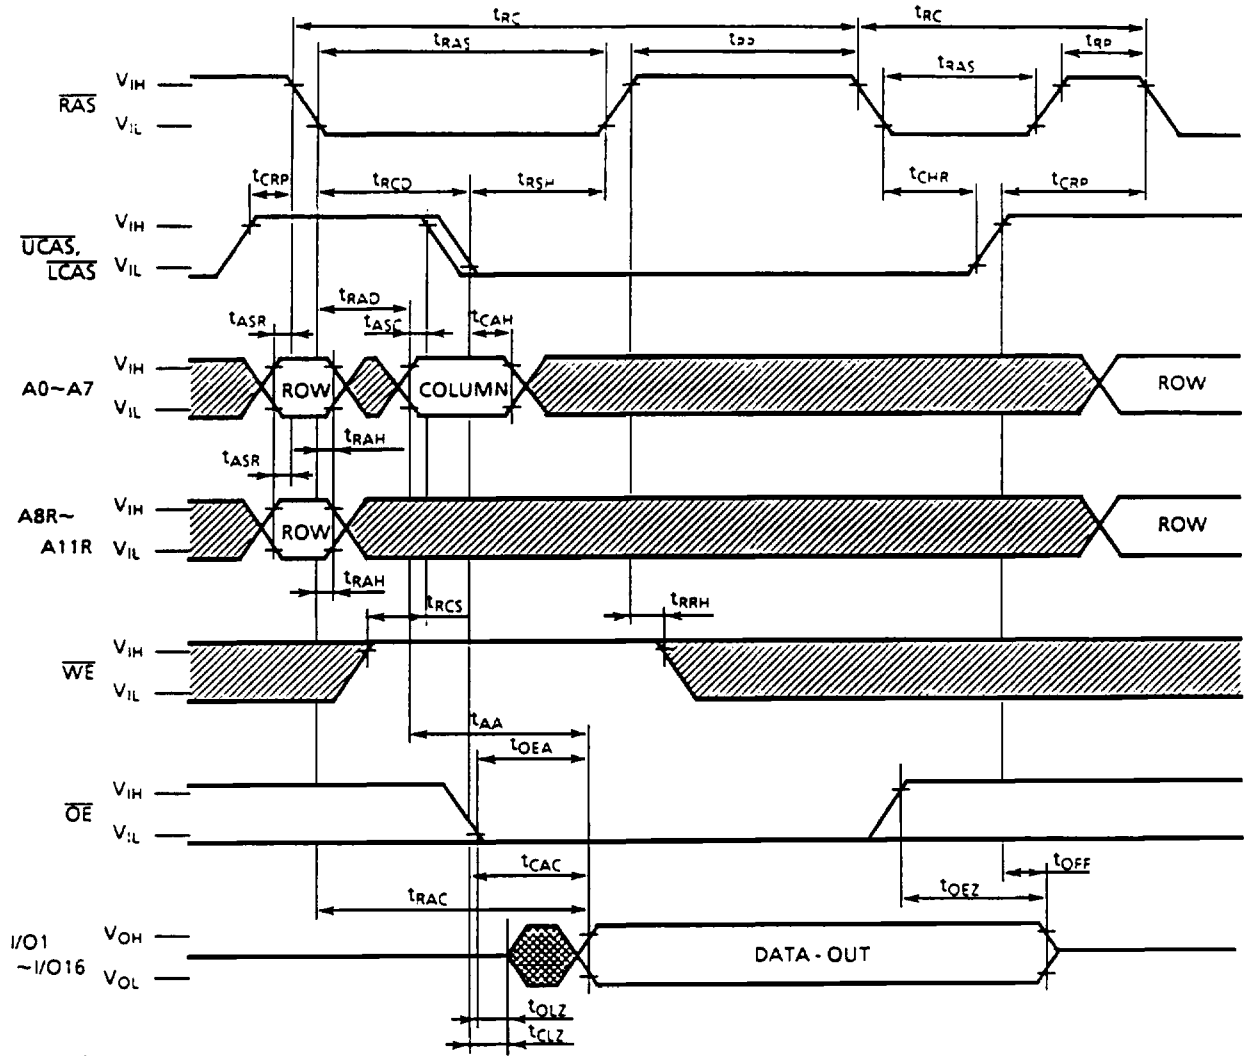 tRC tRC
tRAS tRP tRAS tRP
RAS VIH
VIL
tCRP tRCD tRSH tCHR tCRP
UCAS, VIH
LCAS VIL
tRAD
tASR tASC tCAH
A0~A7 VIH ROW COLUMN ROW
VIL
tRAH
tASR
A8R~ VIH ROW ROW
A11R VIL
tRAH tRCS tRRH
WE VIH
VIL
tAA
tOEA
OE VIH
VIL
tCAC tOFF
tRAC tOEZ
I/O1 VOH DATA-OUT
~I/O16 VOL
tOLZ
tCLZ